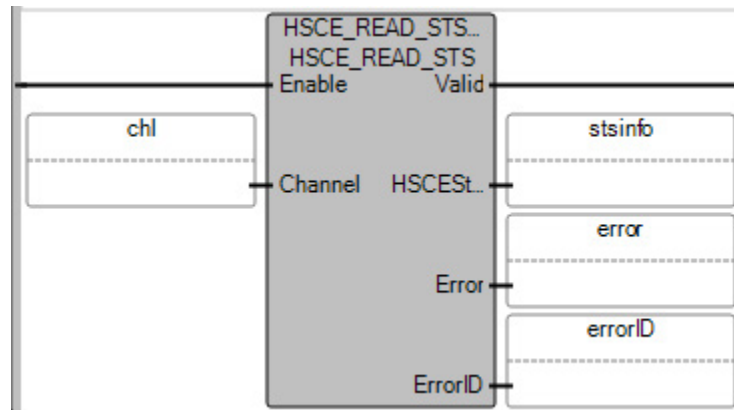 HSCE_READ_STS...
HSCE_READ_STS
Enable Valid
chl stsinfo
Channel HSCESt...
error
Error
errorID
ErrorID